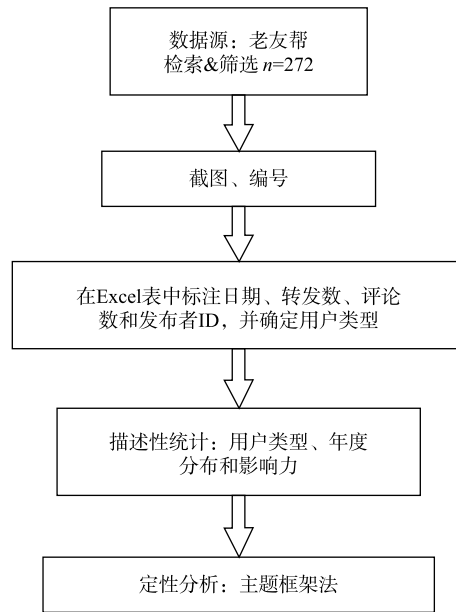 数据源：老友帮
检索&筛选 n=272
截图、编号
在Excel表中标注日期、转发数、评论
数和发布者ID，并确定用户类型
描述性统计：用户类型、年度
分布和影响力
定性分析：主题框架法